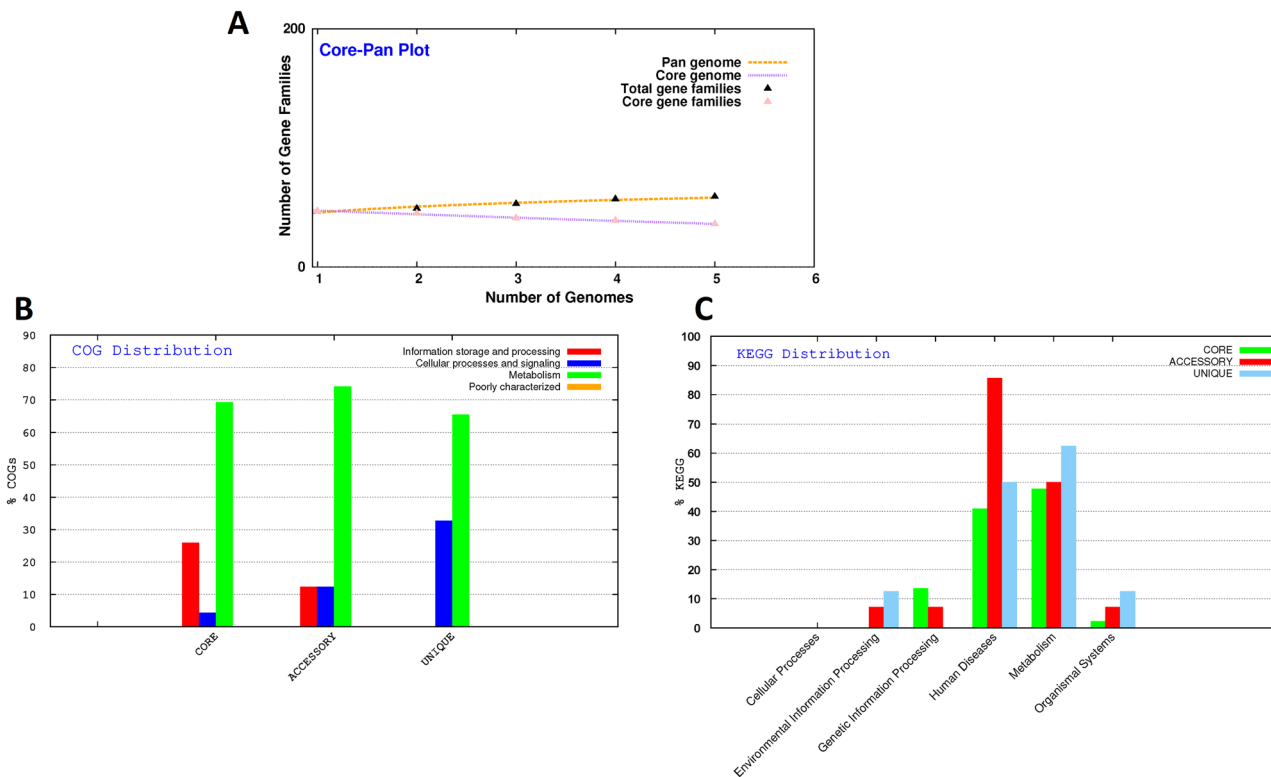 A
200
Core-Pan Plot
Pan genome
Core genome
Total gene families
Core gene families
Number of Gene Families
0
1 2 3 4 5 6
Number of Genomes
B
COG Distribution
Information storage and processing
Cellular processes and signaling
Metabolism
Poorly characterized
90
80
70
60
50
40
30
20
10
0
% COGs
CORE
ACCESSORY
UNIQUE
C
KEGG Distribution
CORE
ACCESSORY
UNIQUE
100
90
80
70
60
50
40
30
20
10
0
% KEGG
Cellular Processes
Environmental Information Processing
Genetic Information Processing
Human Diseases
Metabolism
Organismal Systems